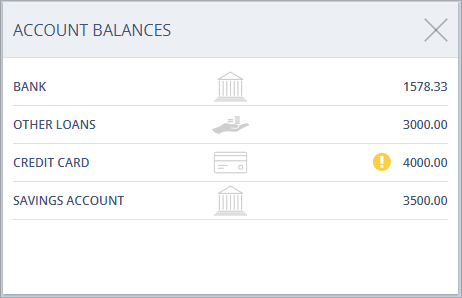 ACCOUNT BALANCES
BANK 1578.33
OTHER LOANS 3000.00
CREDIT CARD ! 4000.00
SAVINGS ACCOUNT 3500.00